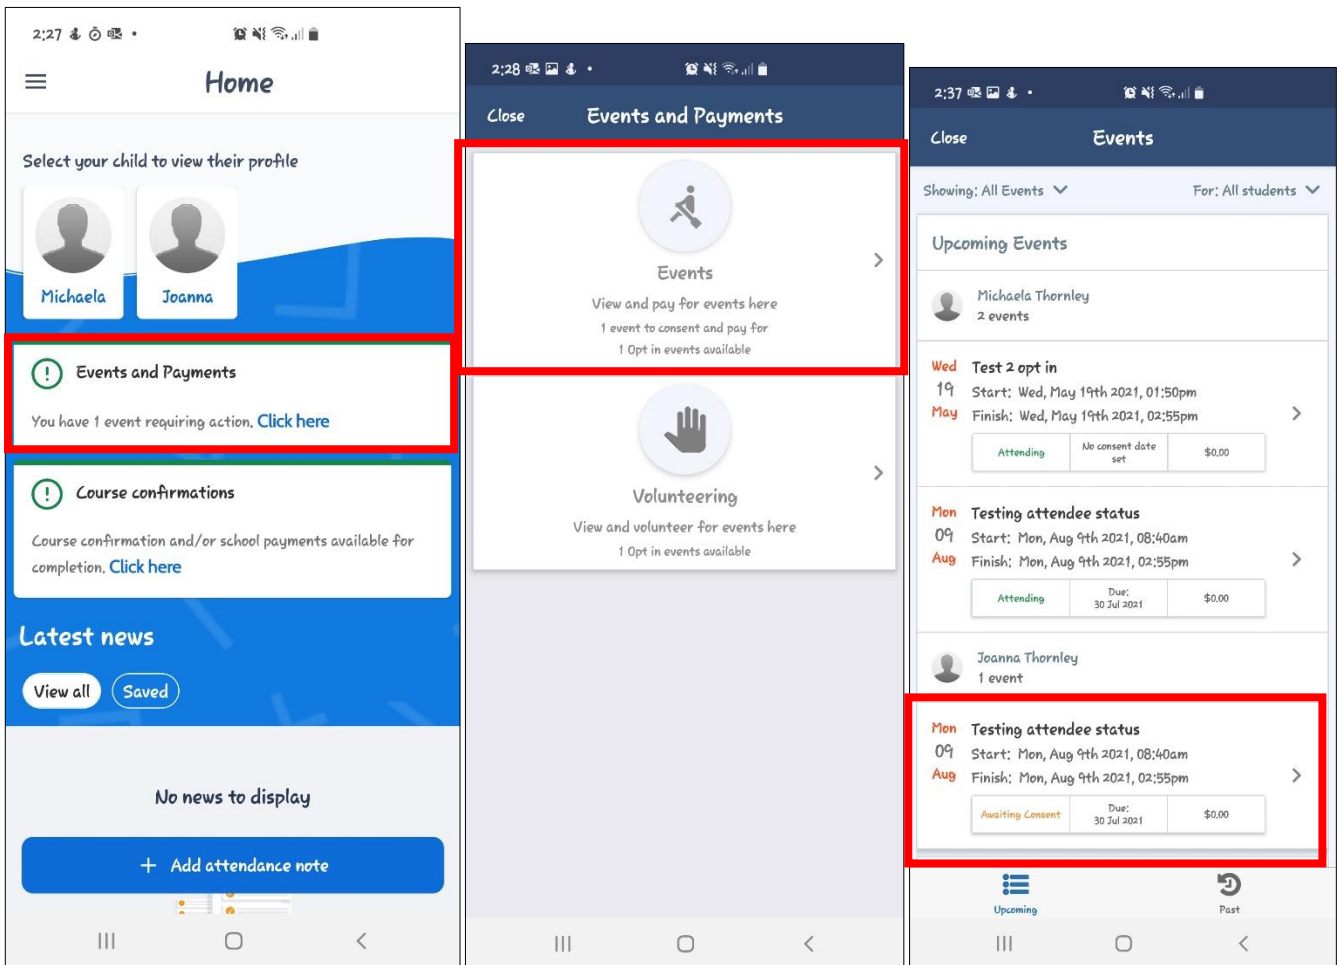 2:27
Home
Select your child to view their profile
Michaela
Joanna
Events and Payments
You have 1 event requiring action. Click here
Course confirmations
Course confirmation and/or school payments available for
completion. Click here
Latest news
View all
Saved
No news to display
+ Add attendance note
2:28
Close
Events and Payments
Events
View and pay for events here
1 event to consent and pay for
1 Opt in events available
Volunteering
View and volunteer for events here
1 Opt in events available
2:37
Close
Events
Showing: All Events
For: All students
Upcoming Events
Michaela Thornley
2 events
Wed
19
May
Test 2 opt in
Start: Wed, May 19th 2021, 01:50pm
Finish: Wed, May 19th 2021, 02:55pm
Attending
No consent date
set
$0.00
Mon
09
Aug
Testing attendee status
Start: Mon, Aug 9th 2021, 08:40am
Finish: Mon, Aug 9th 2021, 02:55pm
Attending
Due:
30 Jul 2021
$0.00
Joanna Thornley
1 event
Mon
09
Aug
Testing attendee status
Start: Mon, Aug 9th 2021, 08:40am
Finish: Mon, Aug 9th 2021, 02:55pm
Awaiting Consent
Due:
30 Jul 2021
$0.00
Upcoming
Past